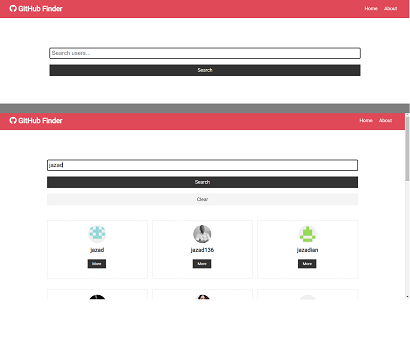 GitHub Finder Home About
Search users...
Search
GitHub Finder Home About
jazad
Search
Clear
jazad jazad136 jazadian
More More More